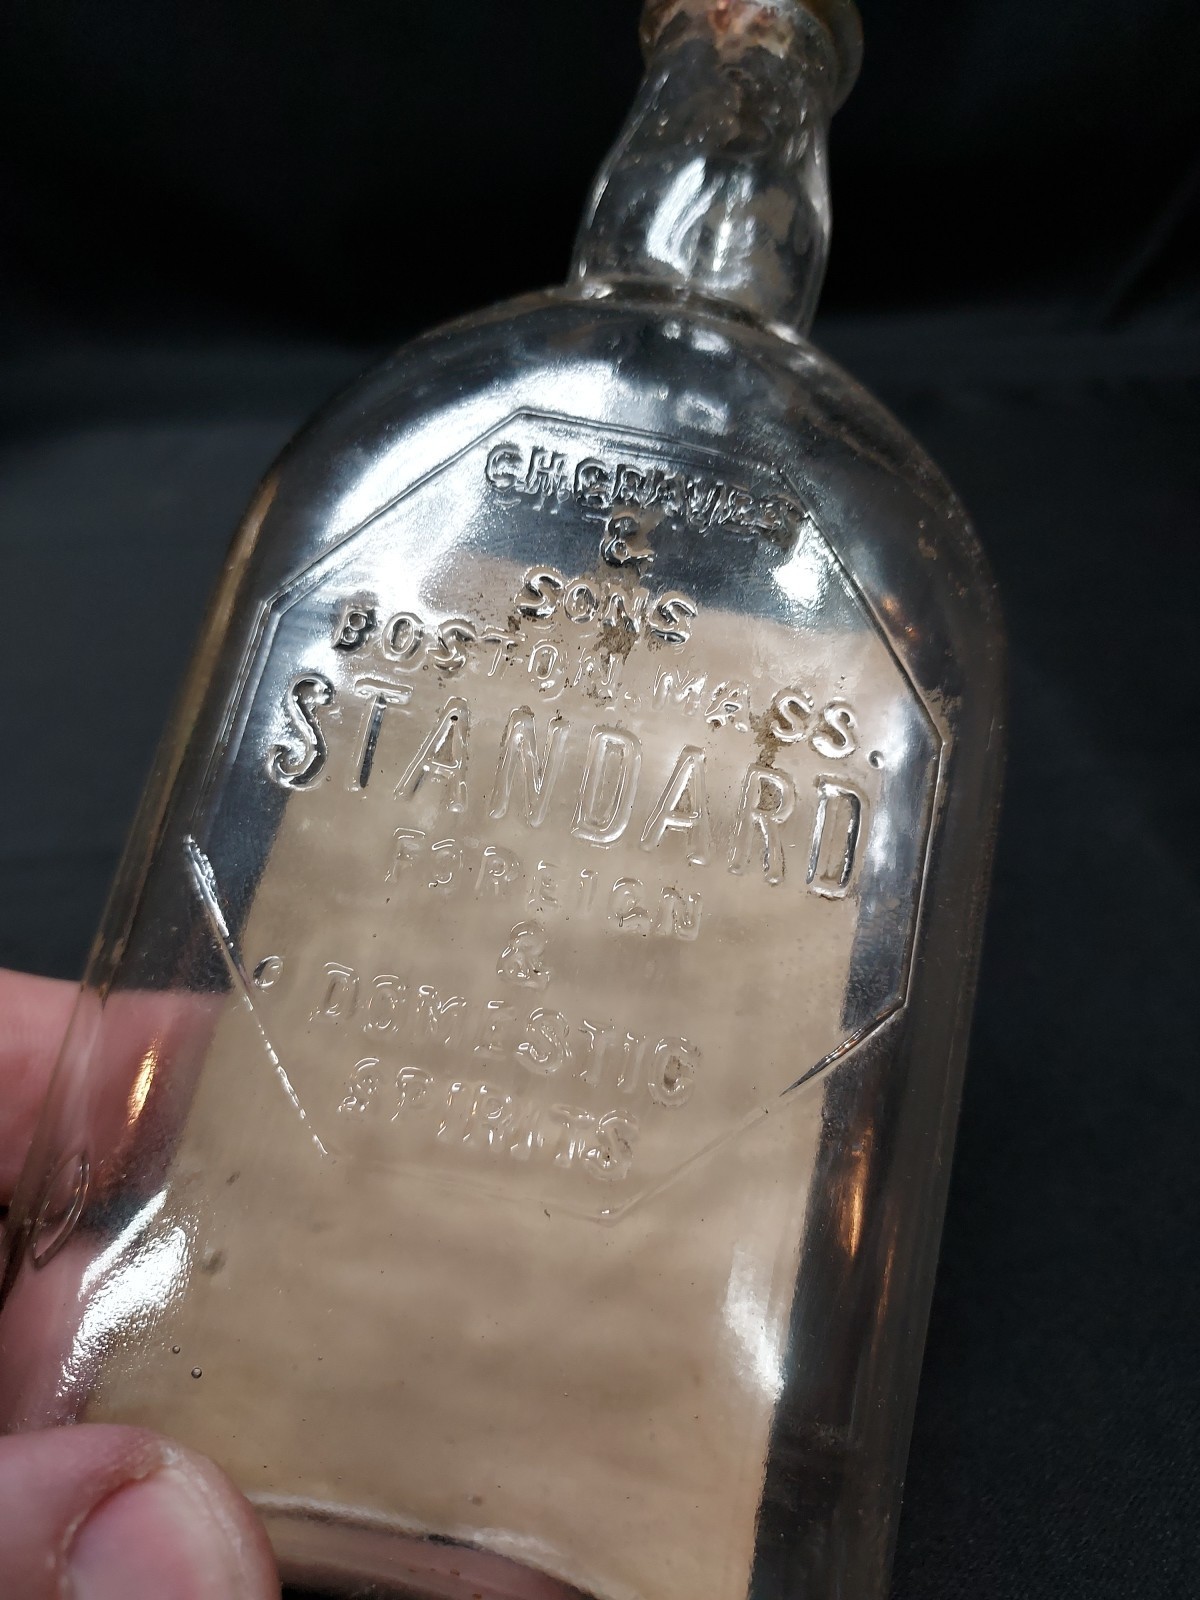 C.H.GRAVES
&
SONS
BOSTON, MASS.
STANDARD
FOREIGN
&
DOMESTIC
SPIRITS